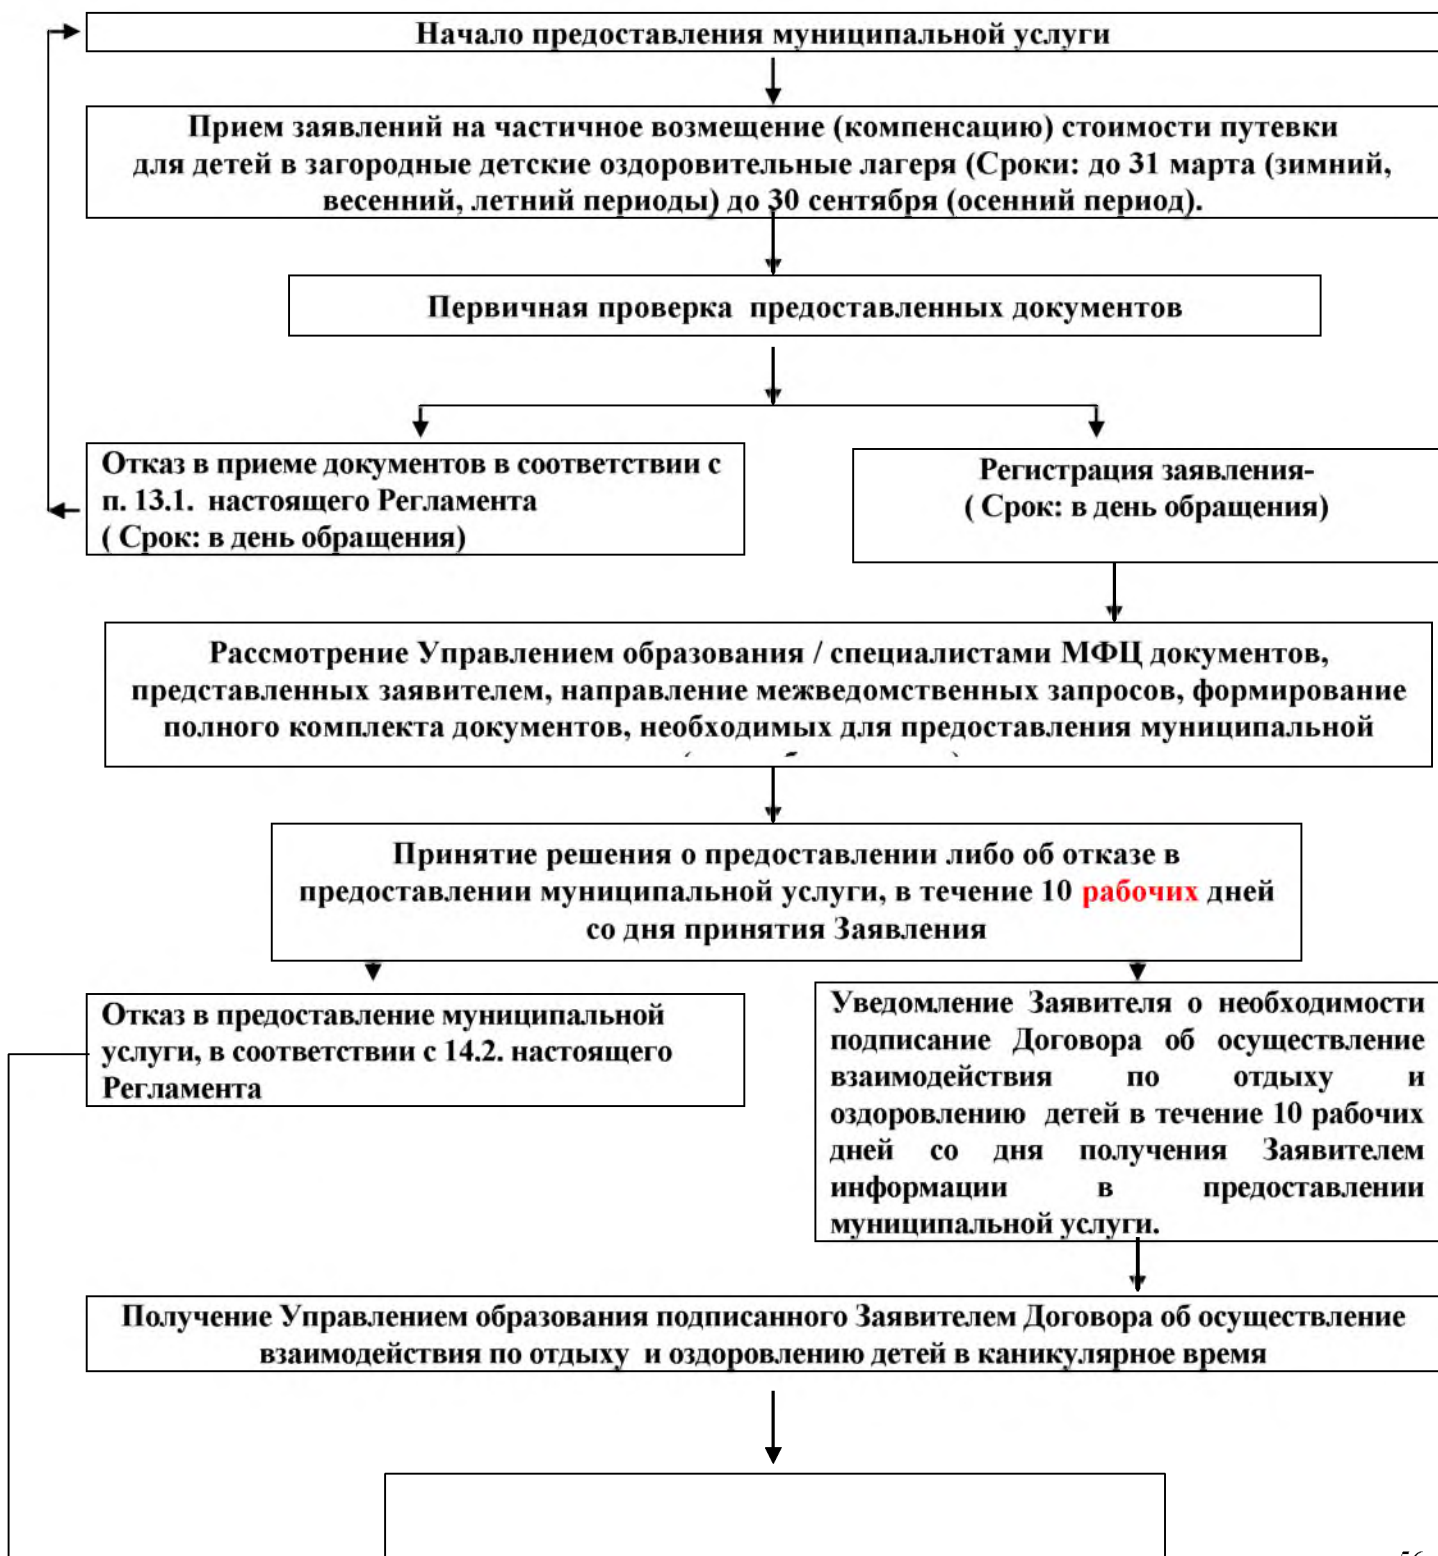 Начало предоставления муниципальной услуги
Прием заявлений на частичное возмещение (компенсацию) стоимости путевки
для детей в загородные детские оздоровительные лагеря (Сроки: до 31 марта (зимний,
весенний, летний периоды) до 30 сентября (осенний период).
Первичная проверка предоставленных документов
Отказ в приеме документов в соответствии с
п. 13.1. настоящего Регламента
( Срок: в день обращения)
Регистрация заявления-
( Срок: в день обращения)
Рассмотрение Управлением образования / специалистами МФЦ документов,
представленных заявителем, направление межведомственных запросов, формирование
полного комплекта документов, необходимых для предоставления муниципальной
Принятие решения о предоставлении либо об отказе в
предоставлении муниципальной услуги, в течение 10 рабочих дней
со дня принятия Заявления
Отказ в предоставление муниципальной
услуги, в соответствии с 14.2. настоящего
Регламента
Уведомление Заявителя о необходимости
подписание Договора об осуществление
взаимодействия по отдыху и
оздоровлению детей в течение 10 рабочих
дней со дня получения Заявителем
информации в предоставлении
муниципальной услуги.
Получение Управлением образования подписанного Заявителем Договора об осуществление
взаимодействия по отдыху и оздоровлению детей в каникулярное время